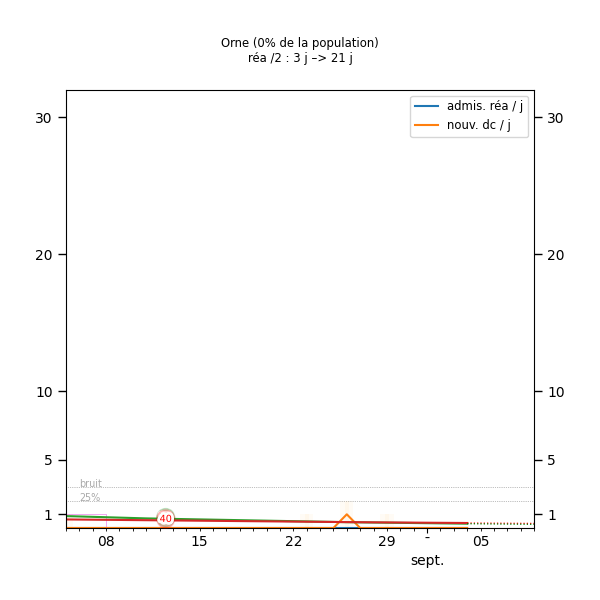 Orne (0% de la population)
réa /2 : 3 j –> 21 j
admis. réa / j
nouv. dc / j
30 30
20 20
10 10
5 5
bruit
25%
1 40 1
08 15 22 29 - 05
sept.